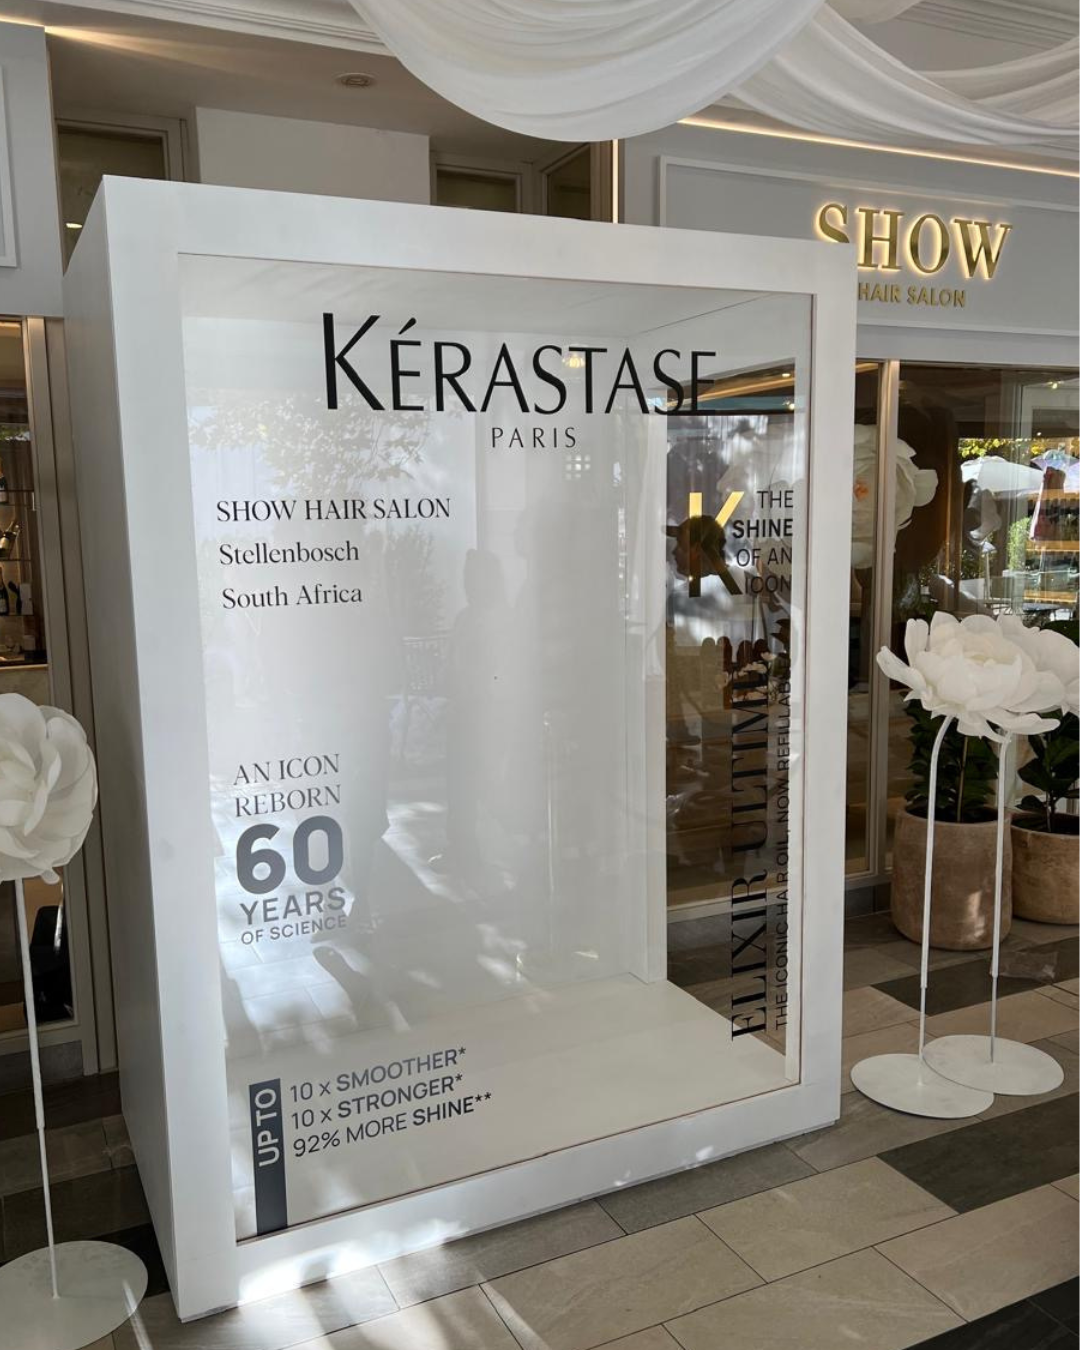 SHOW
HAIR SALON
KÉRASTASE
PARIS
SHOW HAIR SALON
Stellenbosch
South Africa
K THE
SHINE
OF AN
ICON
AN ICON
REBORN
60
YEARS
OF SCIENCE
ELIXIR ULTIME
THE ICONIC HAIR OIL, NOW REFILLABLE
UP TO
10 x SMOOTHER*
10 x STRONGER*
92% MORE SHINE**